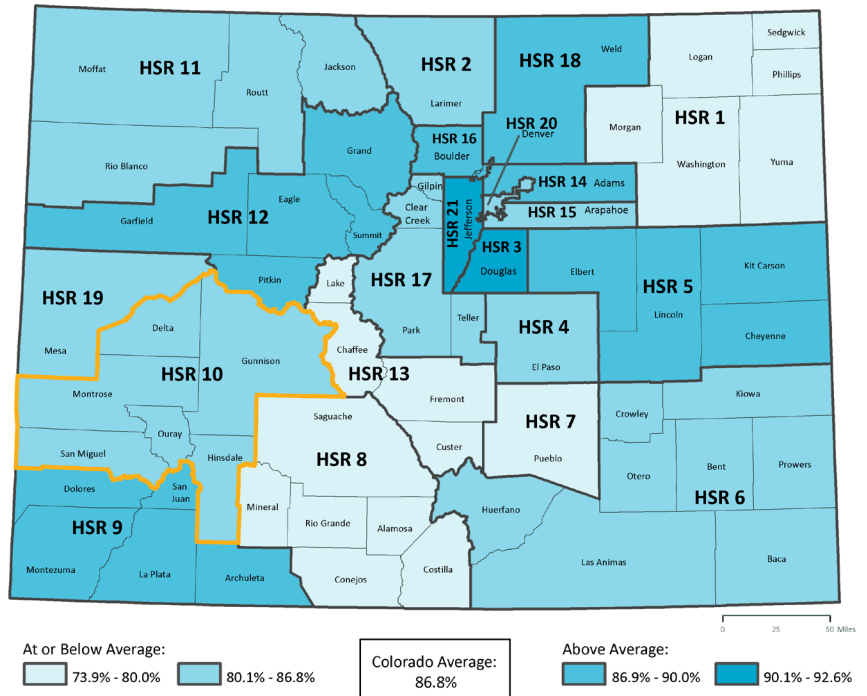 Sedgwick
Logan
Phillips
HSR 11
Moffat
Jackson
Routt
HSR 2
Larimer
HSR 18
Weld
HSR 1
Morgan
Washington
Yuma
HSR 20
Denver
HSR 16
Boulder
Grand
Rio Blanco
Gilpin
Clear
Creek
HSR 21
Jefferson
HSR 14
Adams
HSR 15
Arapahoe
HSR 12
Eagle
Garfield
Summit
HSR 3
Douglas
Elbert
HSR 5
Lincoln
Kit Carson
Cheyenne
Pitkin
Lake
HSR 17
Park
Teller
HSR 4
El Paso
HSR 19
Mesa
Delta
Gunnison
Chaffee
HSR 13
HSR 10
Montrose
Fremont
Custer
HSR 7
Pueblo
Crowley
Kiowa
Ouray
San Miguel
Hinsdale
Saguache
HSR 8
Otero
Bent
Prowers
HSR 6
Dolores
San
Juan
Mineral
Rio Grande
Alamosa
Huerfano
HSR 9
Montezuma
La Plata
Archuleta
Conejos
Costilla
Las Animas
Baca
0 25 50 Miles
At or Below Average:
73.9% - 80.0%
80.1% - 86.8%
Colorado Average:
86.8%
Above Average:
86.9% - 90.0%
90.1% - 92.6%